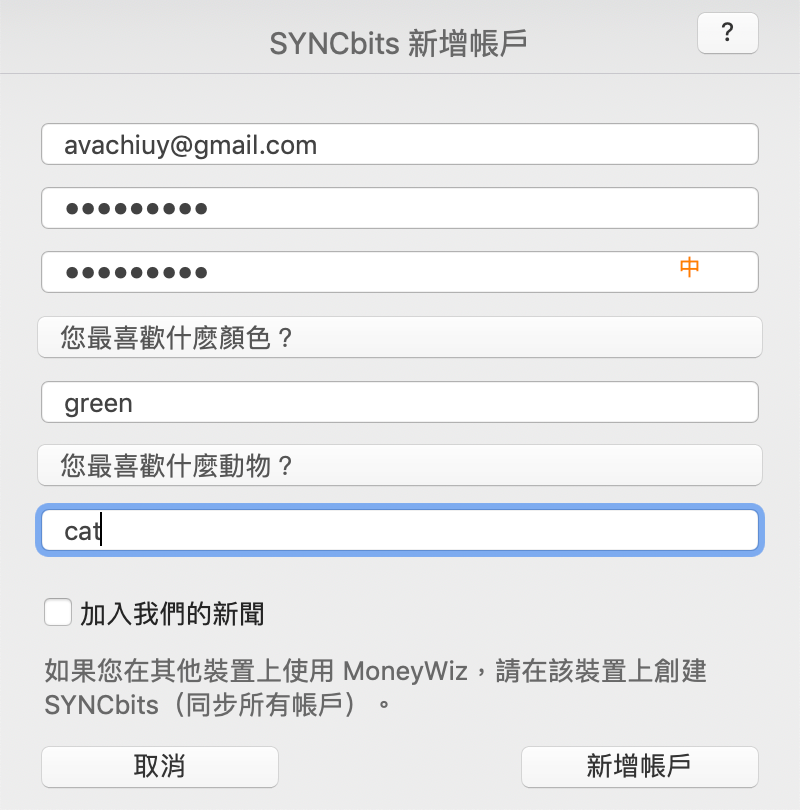 SYNCbits 新增帳戶
?
avachiuy@gmail.com
•••••••••
•••••••••
中
您最喜歡什麼顏色？
green
您最喜歡什麼動物？
cat
加入我們的新聞
如果您在其他裝置上使用 MoneyWiz，請在該裝置上創建
SYNCbits（同步所有帳戶）。
取消
新增帳戶